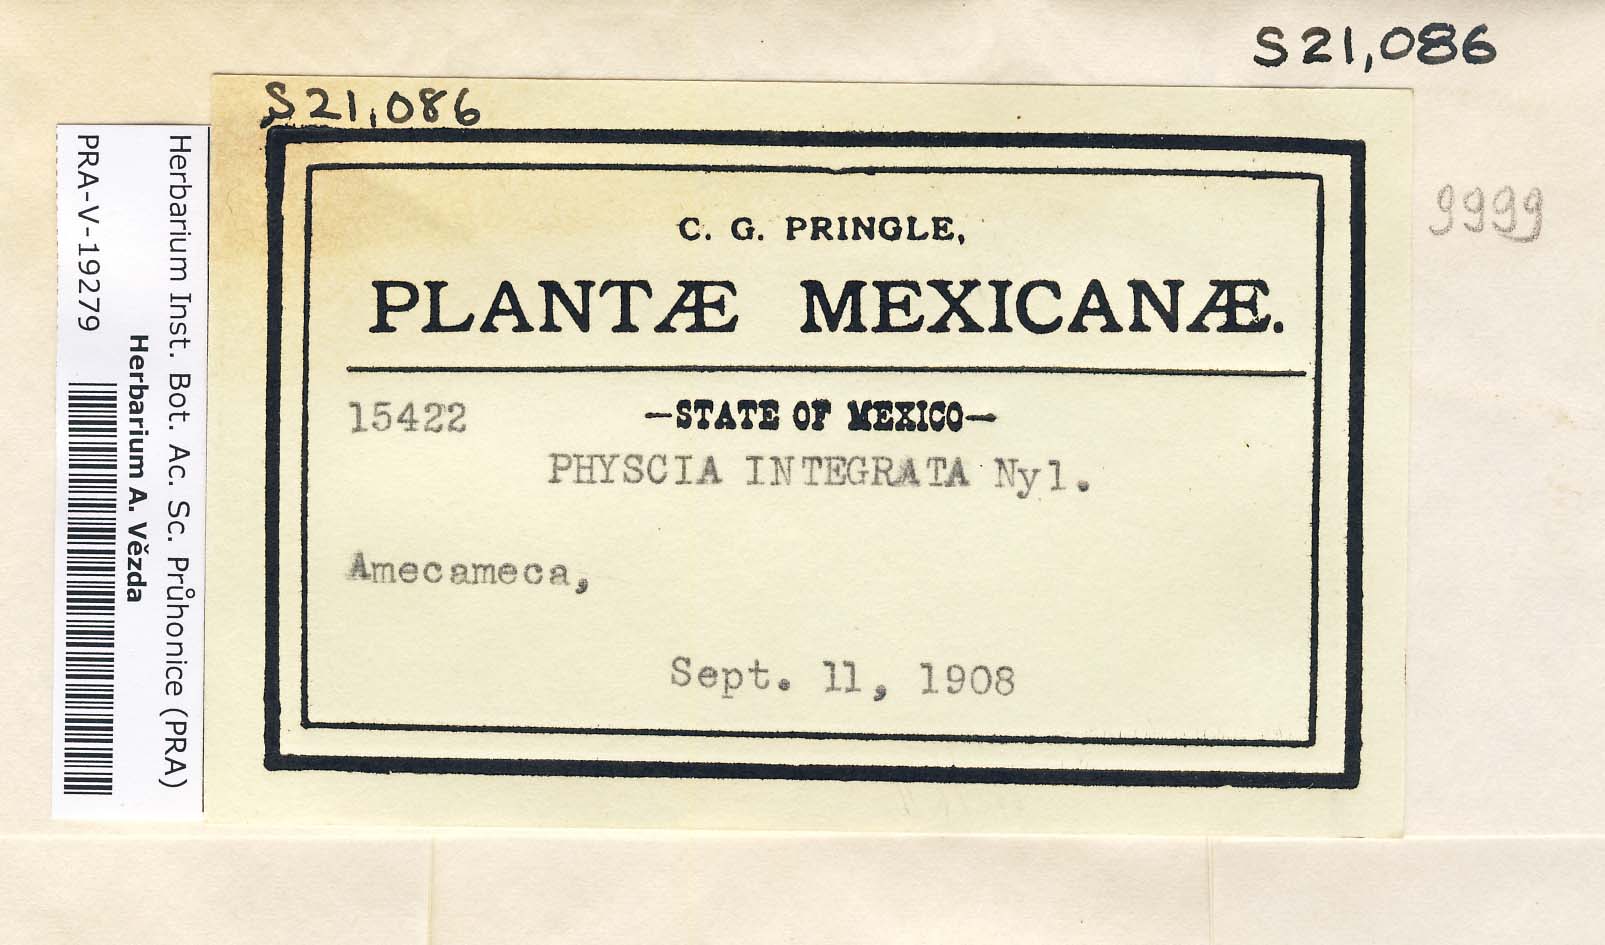 S21,086
S21,086
9999
C. G. PRINGLE,
PLANTÆ MEXICANÆ.
15422 —STATE OF MEXICO—
PHYSCIA INTEGRATA Nyl.
Amecameca,
Sept. 11, 1908
Herbarium Inst. Bot. Ac. Sc. Průhonice (PRA)
Herbarium A. Vězda
PRA-V-19279